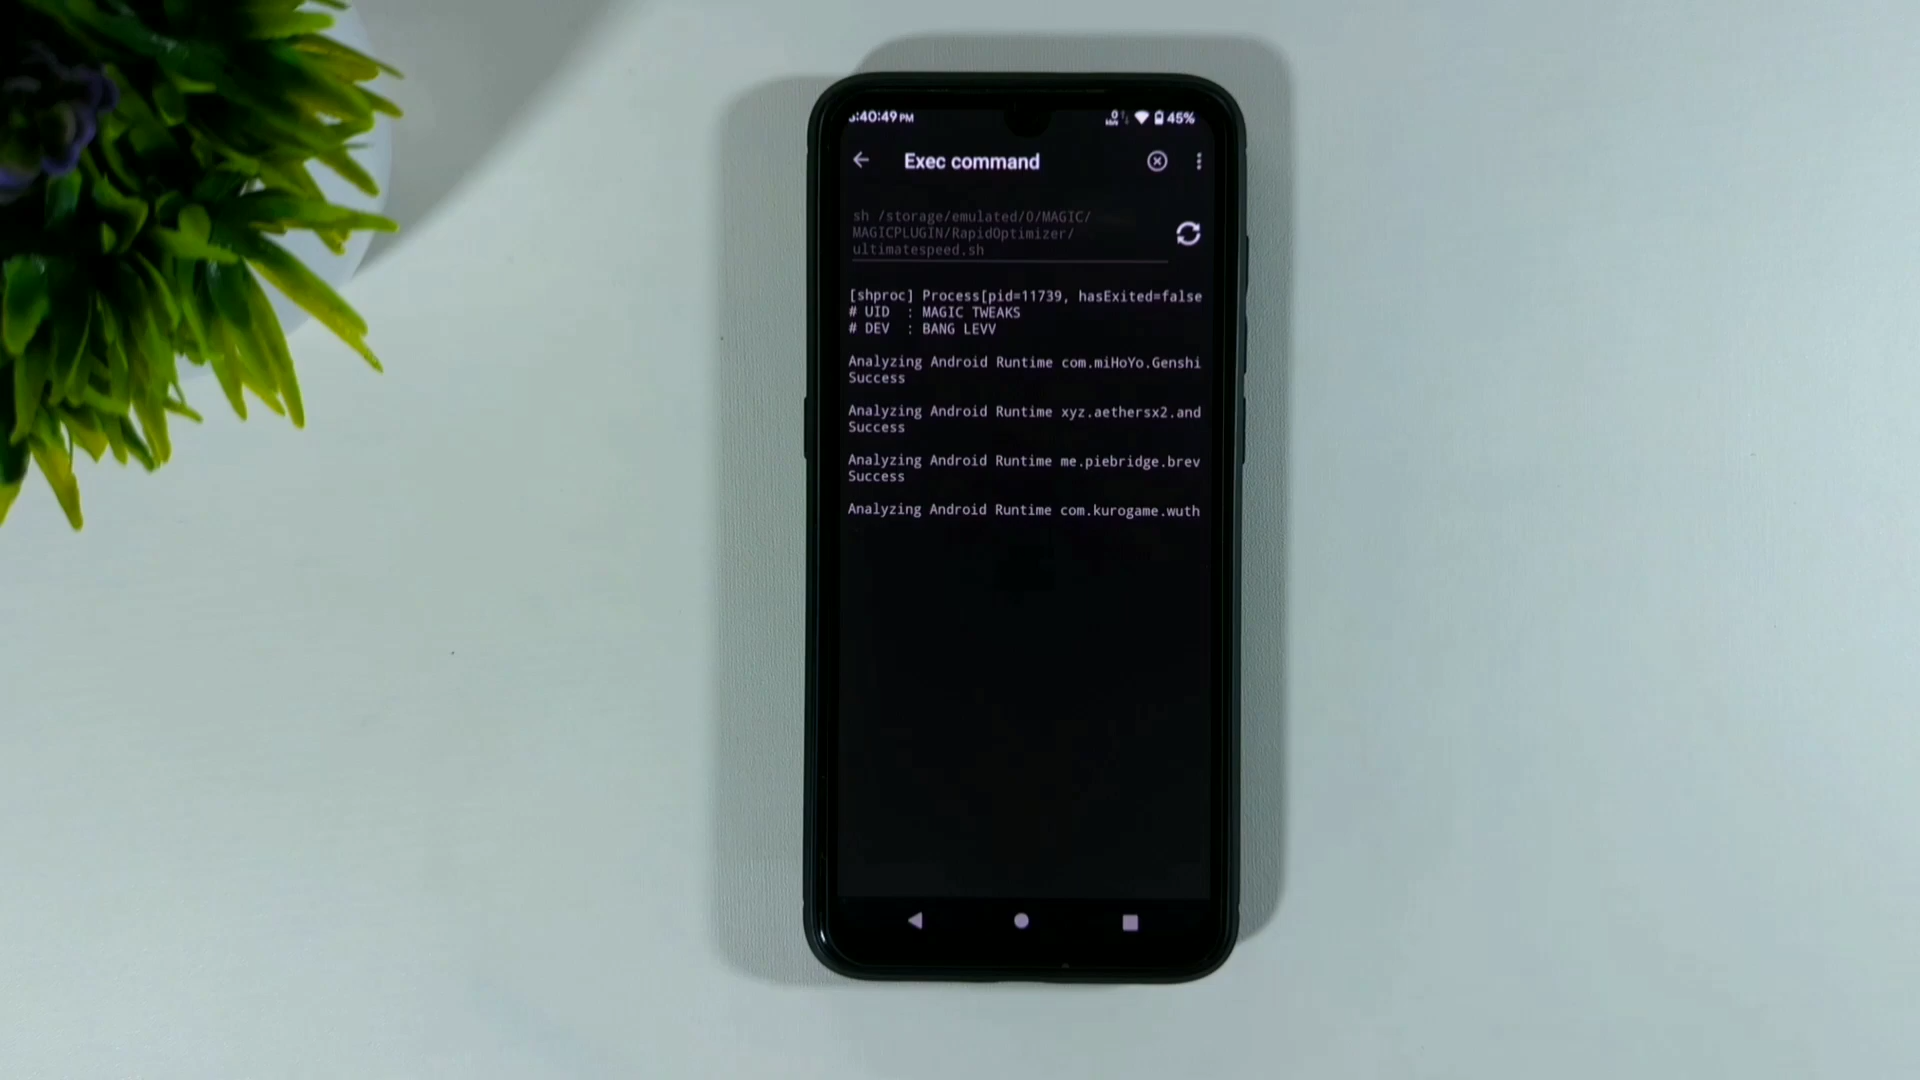 :40:49 PM
45%
Exec command
sh /storage/emulated/0/MAGIC/
MAGICPLUGIN/RapidOptimizer/
ultimatespeed.sh
[shproc] Process[pid=11739, hasExited=false
# UID : MAGIC TWEAKS
# DEV : BANG LEVV
Analyzing Android Runtime com.miHoYo.Genshi
Success
Analyzing Android Runtime xyz.aethersx2.and
Success
Analyzing Android Runtime me.piebridge.brev
Success
Analyzing Android Runtime com.kurogame.wuth